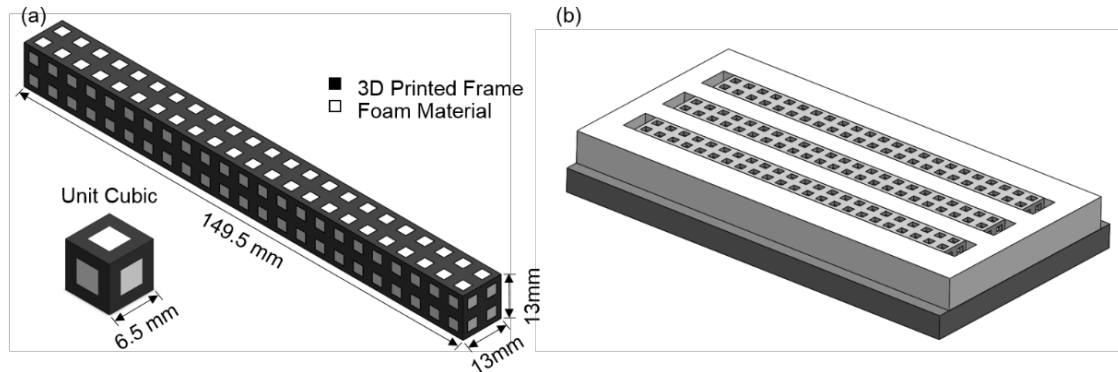 (a)
3D Printed Frame
Foam Material
Unit Cubic
149.5 mm
6.5 mm
13mm
13mm
(b)